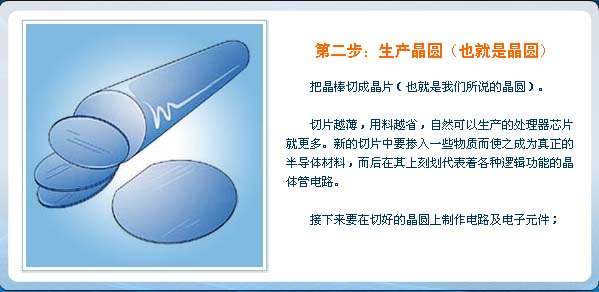 第二步：生产晶圆（也就是晶圆）
把晶棒切成晶片（也就是我们所说的晶圆）。
切片越薄，用料越省，自然可以生产的处理器芯片
就更多。新的切片中要掺入一些物质而使之成为真正的
半导体材料，而后在其上刻划代表着各种逻辑功能的晶
体管电路。
接下来要在切好的晶圆上制作电路及电子元件；